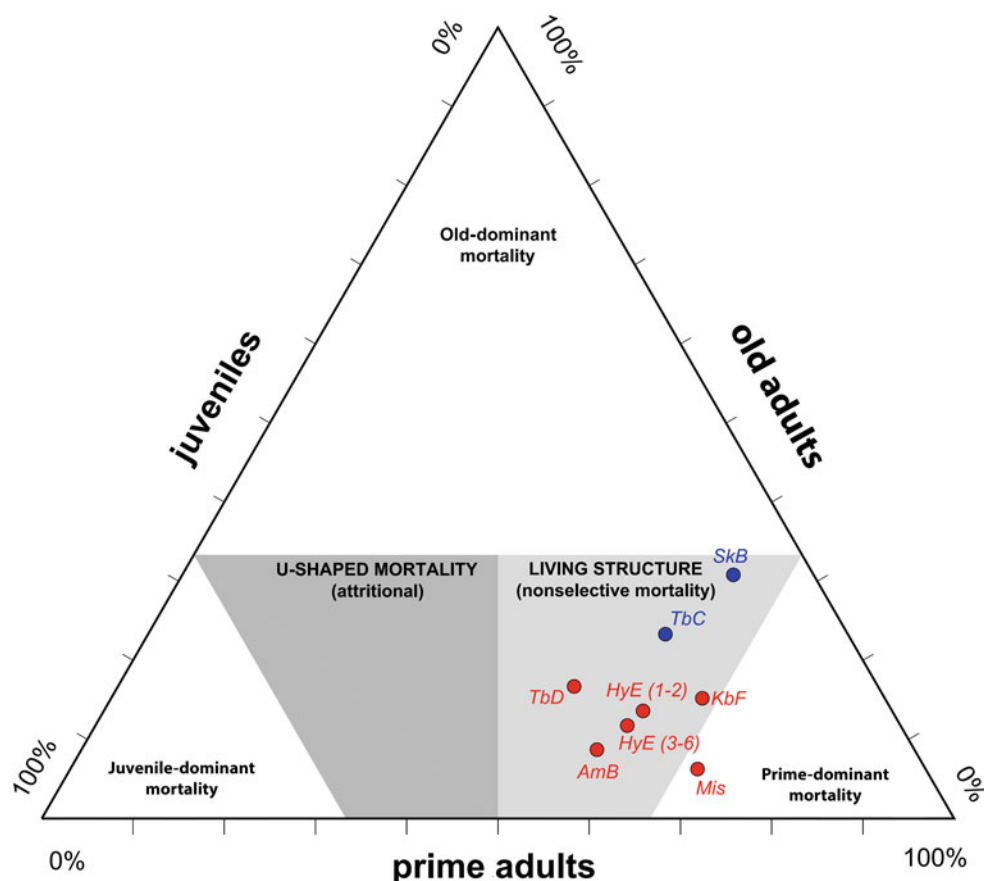 0%
100%
Old-dominant
mortality
juveniles
old adults
SkB
U-SHAPED MORTALITY
(attritional)
LIVING STRUCTURE
(nonselective mortality)
TbC
TbD
HyE (1-2)
KbF
HyE (3-6)
AmB
Mis
100%
Juvenile-dominant
mortality
Prime-dominant
mortality
0%
0%
prime adults
100%